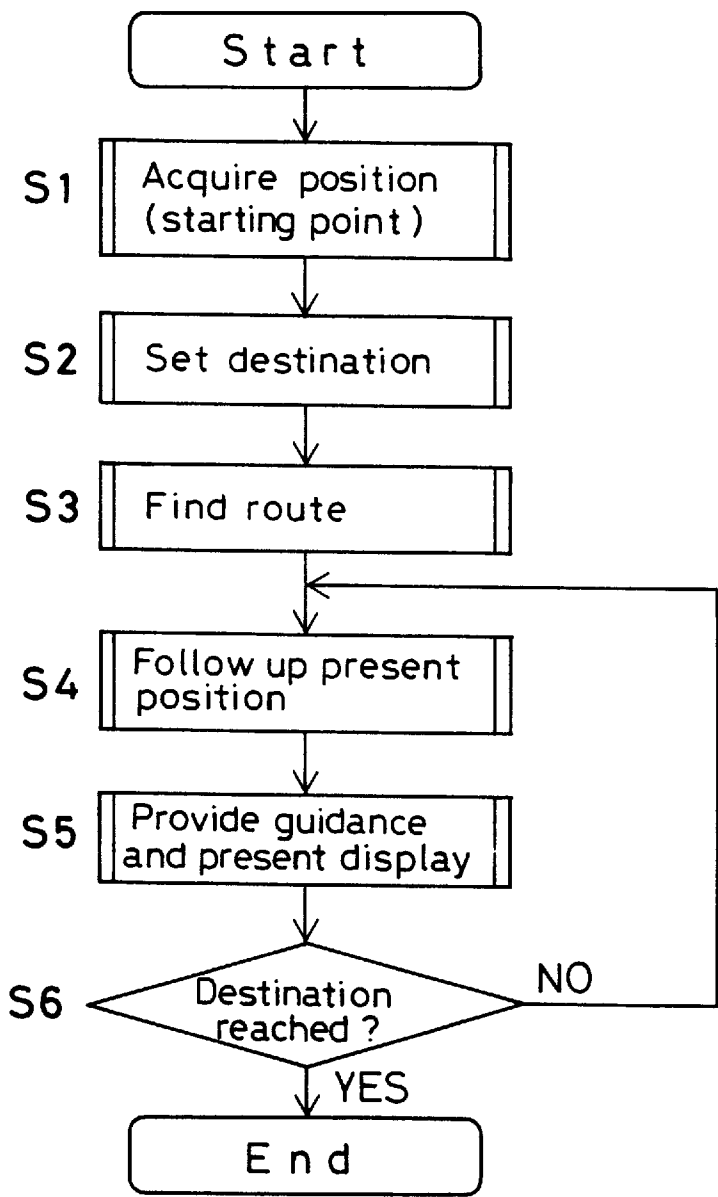 Start
S1
Acquire position
(starting point)
S2
Set destination
S3
Find route
S4
Follow up present
position
S5
Provide guidance
and present display
S6
Destination
reached ?
NO
YES
End